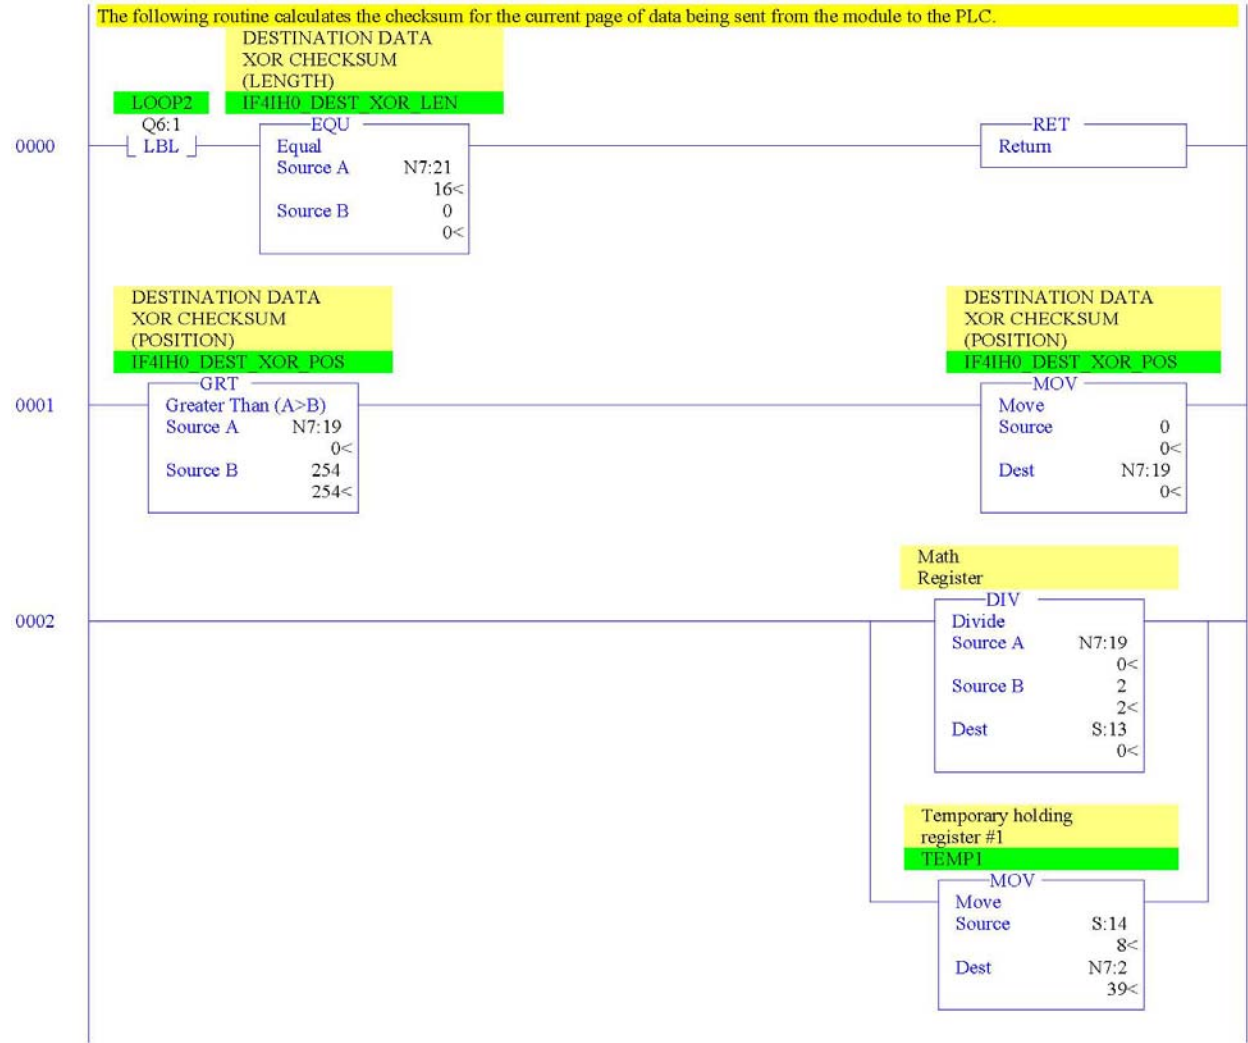 The following routine calculates the checksum for the current page of data being sent from the module to the PLC.
DESTINATION DATA
XOR CHECKSUM
(LENGTH)
LOOP2 IF4IH0_DEST_XOR_LEN
Q6:1 EQU RET
0000 LBL Equal Return
Source A N7:21
16<
Source B 0
0<
DESTINATION DATA DESTINATION DATA
XOR CHECKSUM XOR CHECKSUM
(POSITION) (POSITION)
IF4IH0_DEST_XOR_POS IF4IH0_DEST_XOR_POS
GRT MOV
0001 Greater Than (A>B) Move
Source A N7:19 Source 0
0< 0<
Source B 254 Dest N7:19
254< 0<
Math
Register
DIV
0002 Divide
Source A N7:19
0<
Source B 2
2<
Dest S:13
0<
Temporary holding
register #1
TEMP1
MOV
Move
Source S:14
8<
Dest N7:2
39<